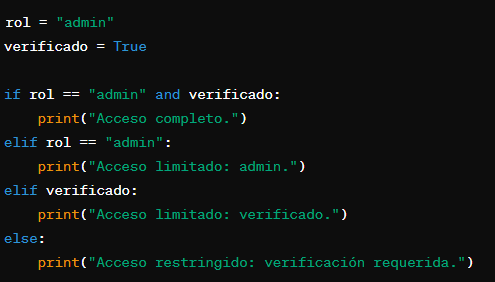 rol = "admin"
verificado = True
if rol == "admin" and verificado:
    print("Acceso completo.")
elif rol == "admin":
    print("Acceso limitado: admin.")
elif verificado:
    print("Acceso limitado: verificado.")
else:
    print("Acceso restringido: verificación requerida.")